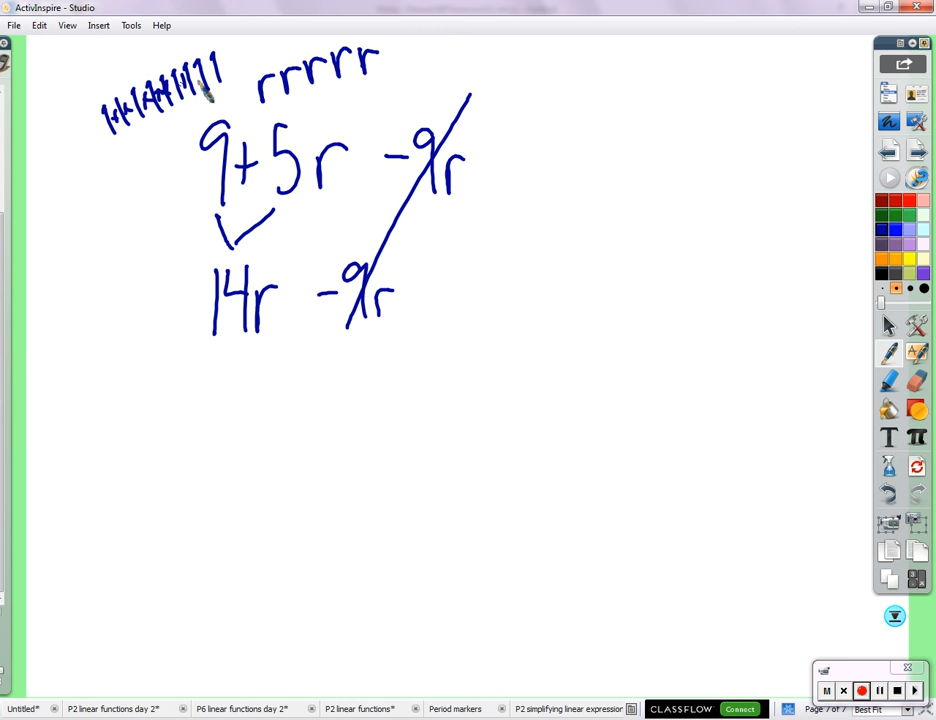 ActivInspire - Studio
File Edit View Insert Tools Help
rrrrr
9+5r -9r
14r -9r
M
Page 7 of 7 Best Fit
Untitled* P2 linear functions day 2* P6 linear functions day 2* P2 linear functions* Period markers P2 simplifying linear expression CLASSFLOW Connect